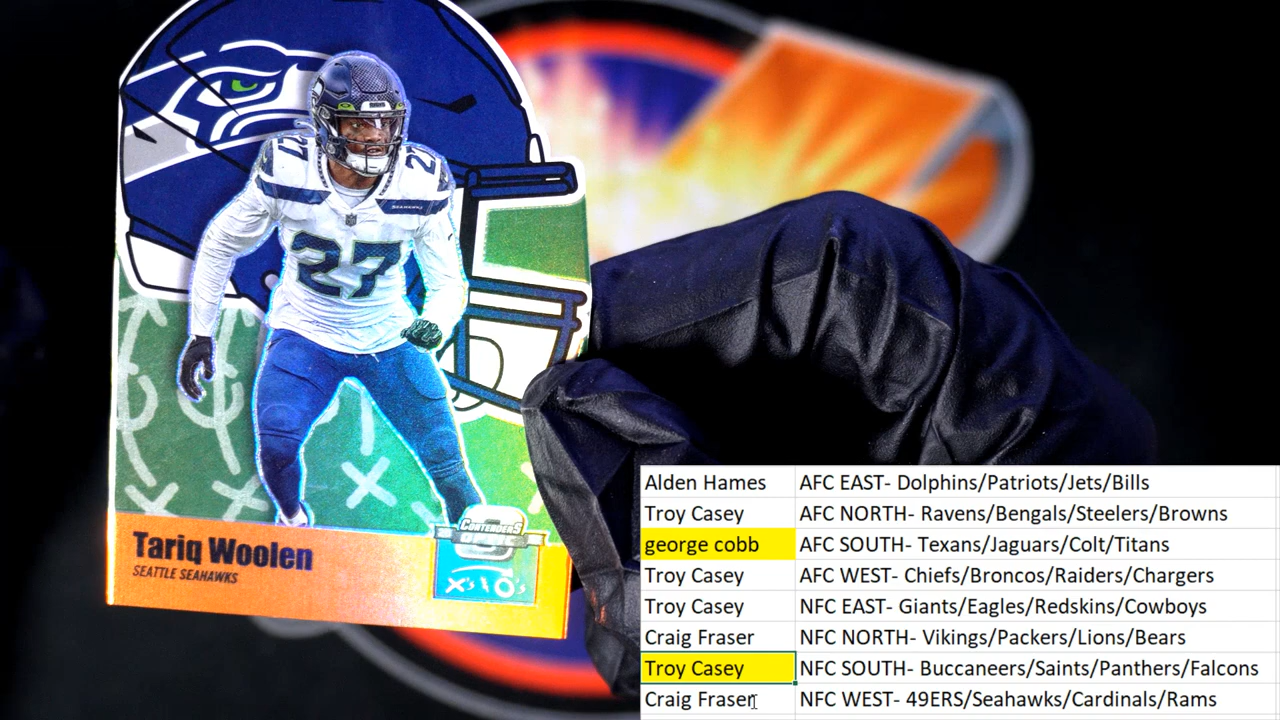 27
27
SEAHAWKS
27
Tariq Woolen
SEATTLE SEAHAWKS
CONTENDERS
OPTIC
X's O's
Alden Hames AFC EAST- Dolphins/Patriots/Jets/Bills
Troy Casey AFC NORTH- Ravens/Bengals/Steelers/Browns
george cobb AFC SOUTH- Texans/Jaguars/Colt/Titans
Troy Casey AFC WEST- Chiefs/Broncos/Raiders/Chargers
Troy Casey NFC EAST- Giants/Eagles/Redskins/Cowboys
Craig Fraser NFC NORTH- Vikings/Packers/Lions/Bears
Troy Casey NFC SOUTH- Buccaneers/Saints/Panthers/Falcons
Craig Fraser NFC WEST- 49ERS/Seahawks/Cardinals/Rams